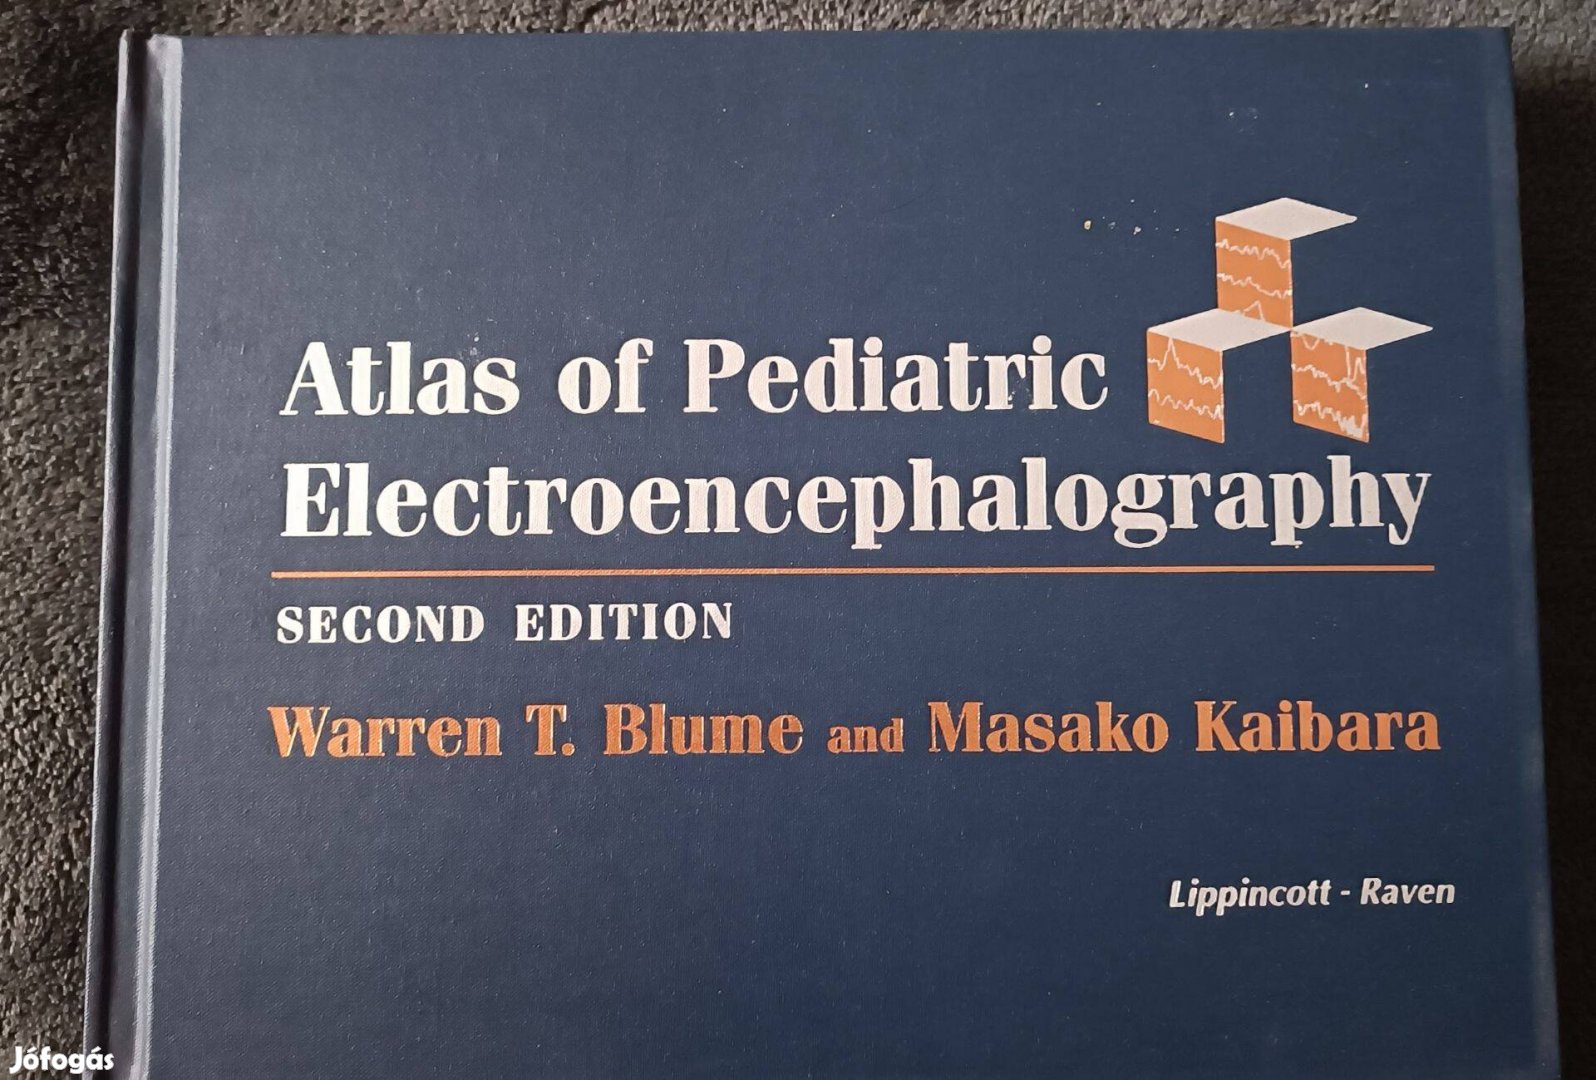 Atlas of Pediatric
Electroencephalography
SECOND EDITION
Warren T. Blume and Masako Kaibara
Lippincott - Raven
Jófogás